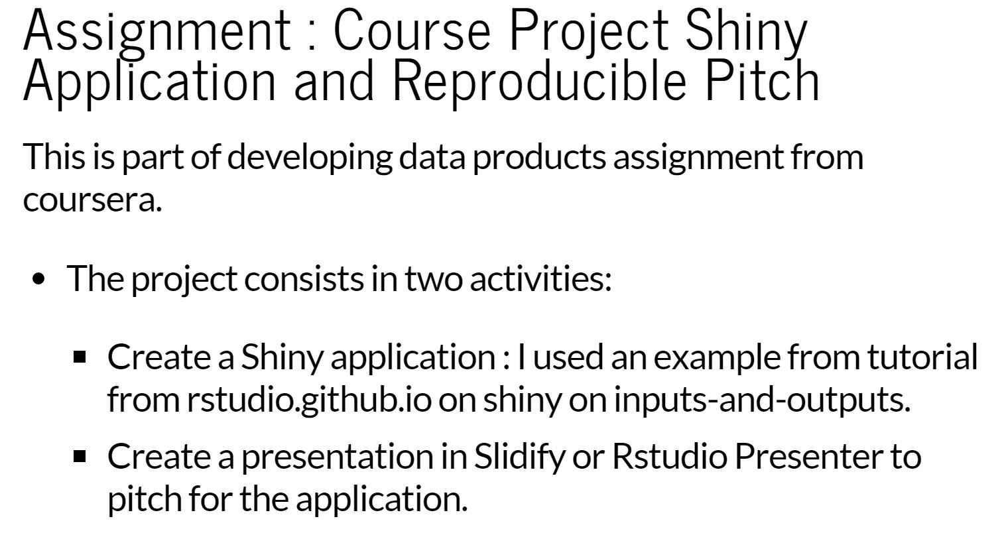 Assignment : Course Project Shiny
Application and Reproducible Pitch
This is part of developing data products assignment from
coursera.
• The project consists in two activities:
▪ Create a Shiny application : I used an example from tutorial
from rstudio.github.io on shiny on inputs-and-outputs.
▪ Create a presentation in Slidify or Rstudio Presenter to
pitch for the application.